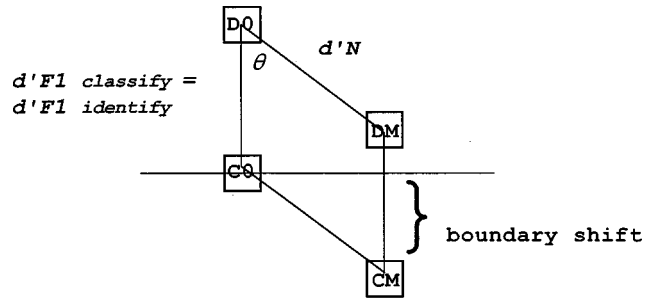 D0
d'N
θ
d'F1 classify =
d'F1 identify
DM
C0
boundary shift
CM